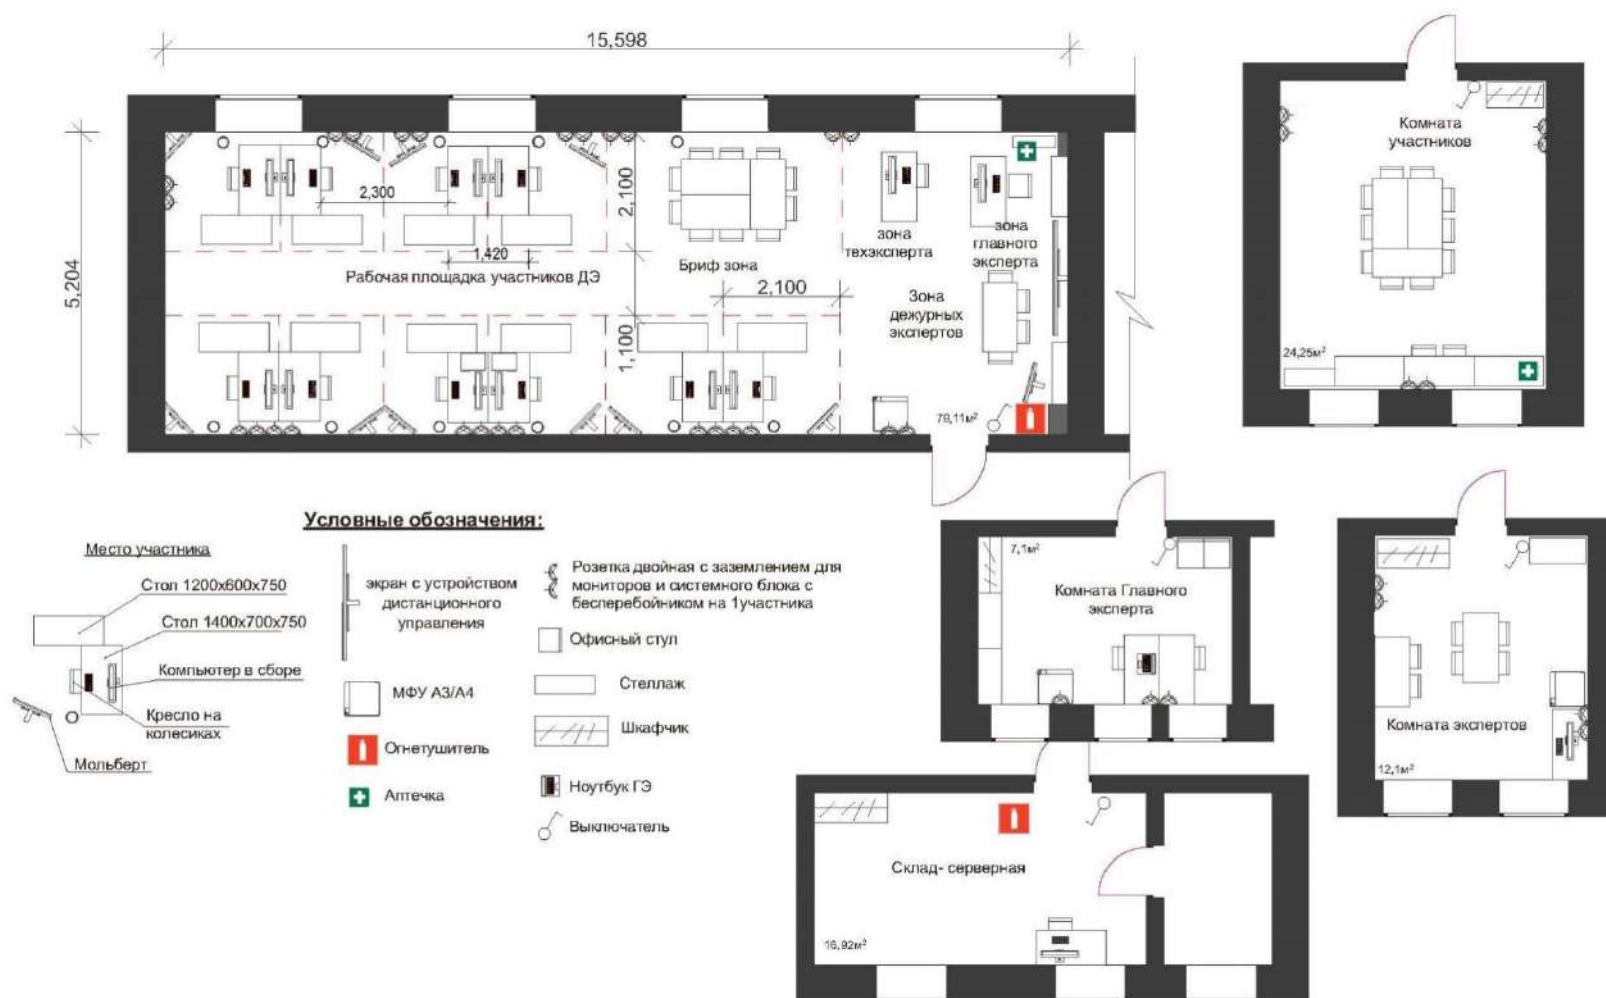 15,598
5,204
2,300
2,100
1,420
Рабочая площадка участников ДЭ
Бриф зона
2,100
1,100
зона
техэксперта
зона
главного
эксперта
Зона
дежурных
экспертов
78,11м²
Комната
участников
24,25м²
Условные обозначения:
Место участника
Стол 1200х600х750
Стол 1400х700х750
Компьютер в сборе
Кресло на
колесиках
Мольберт
экран с устройством
дистанционного
управления
МФУ А3/А4
Огнетушитель
Аптечка
Розетка двойная с заземлением для
мониторов и системного блока с
бесперебойником на 1участника
Офисный стул
Стеллаж
Шкафчик
Ноутбук ГЭ
Выключатель
7,1м²
Комната Главного
эксперта
Комната экспертов
12,1м²
Склад- серверная
16,92м²